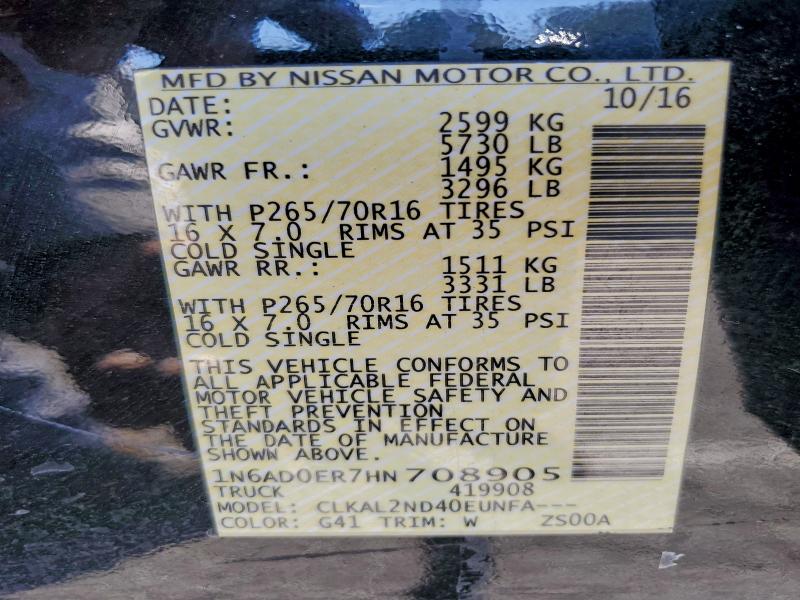 MFD BY NISSAN MOTOR CO., LTD.
DATE: 10/16
GVWR: 2599 KG
5730 LB
GAWR FR.: 1495 KG
3296 LB
WITH P265/70R16 TIRES
16 X 7.0 RIMS AT 35 PSI
COLD SINGLE
GAWR RR.: 1511 KG
3331 LB
WITH P265/70R16 TIRES
16 X 7.0 RIMS AT 35 PSI
COLD SINGLE
THIS VEHICLE CONFORMS TO
ALL APPLICABLE FEDERAL
MOTOR VEHICLE SAFETY AND
THEFT PREVENTION
STANDARDS IN EFFECT ON
THE DATE OF MANUFACTURE
SHOWN ABOVE.
1N6AD0ER7HN708905
TRUCK 419908
MODEL: CLKAL2ND40EUNFA---
COLOR: G41 TRIM: W ZS00A